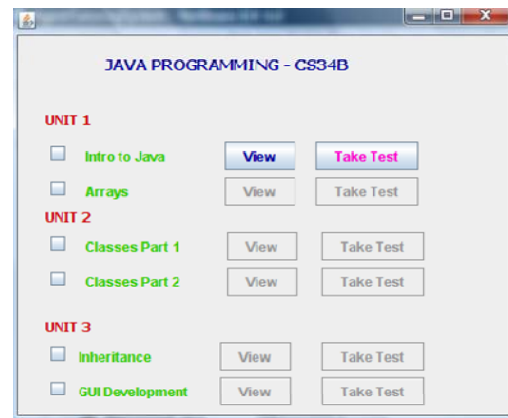 JAVA PROGRAMMING - CS34B
UNIT 1
Intro to Java View Take Test
Arrays View Take Test
UNIT 2
Classes Part 1 View Take Test
Classes Part 2 View Take Test
UNIT 3
Inheritance View Take Test
GUI Development View Take Test